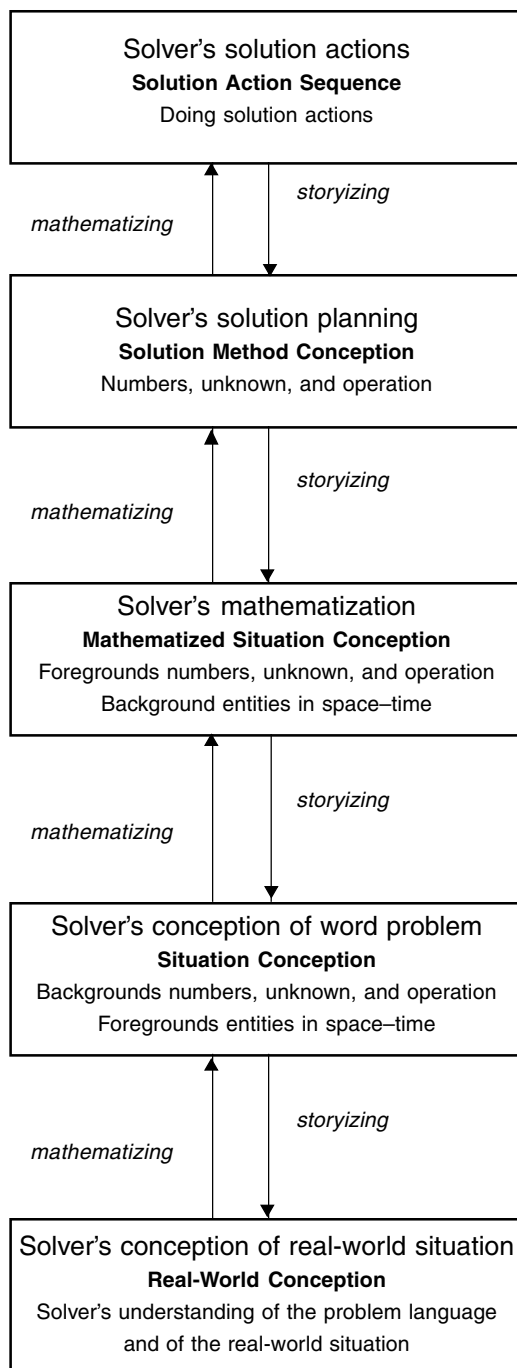 Solver's solution actions
Solution Action Sequence
Doing solution actions
storyizing
mathematizing
Solver's solution planning
Solution Method Conception
Numbers, unknown, and operation
storyizing
mathematizing
Solver's mathematization
Mathematized Situation Conception
Foregrounds numbers, unknown, and operation
Background entities in space–time
storyizing
mathematizing
Solver's conception of word problem
Situation Conception
Backgrounds numbers, unknown, and operation
Foregrounds entities in space–time
storyizing
mathematizing
Solver's conception of real-world situation
Real-World Conception
Solver's understanding of the problem language
and of the real-world situation